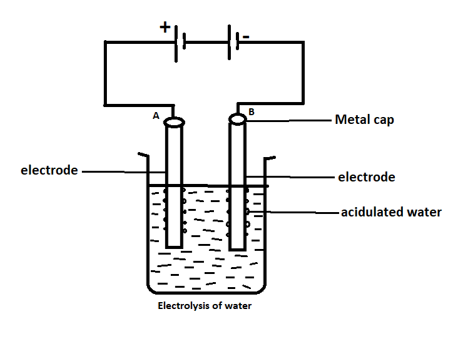 + -
A B
Metal cap
electrode
electrode
acidulated water
Electrolysis of water